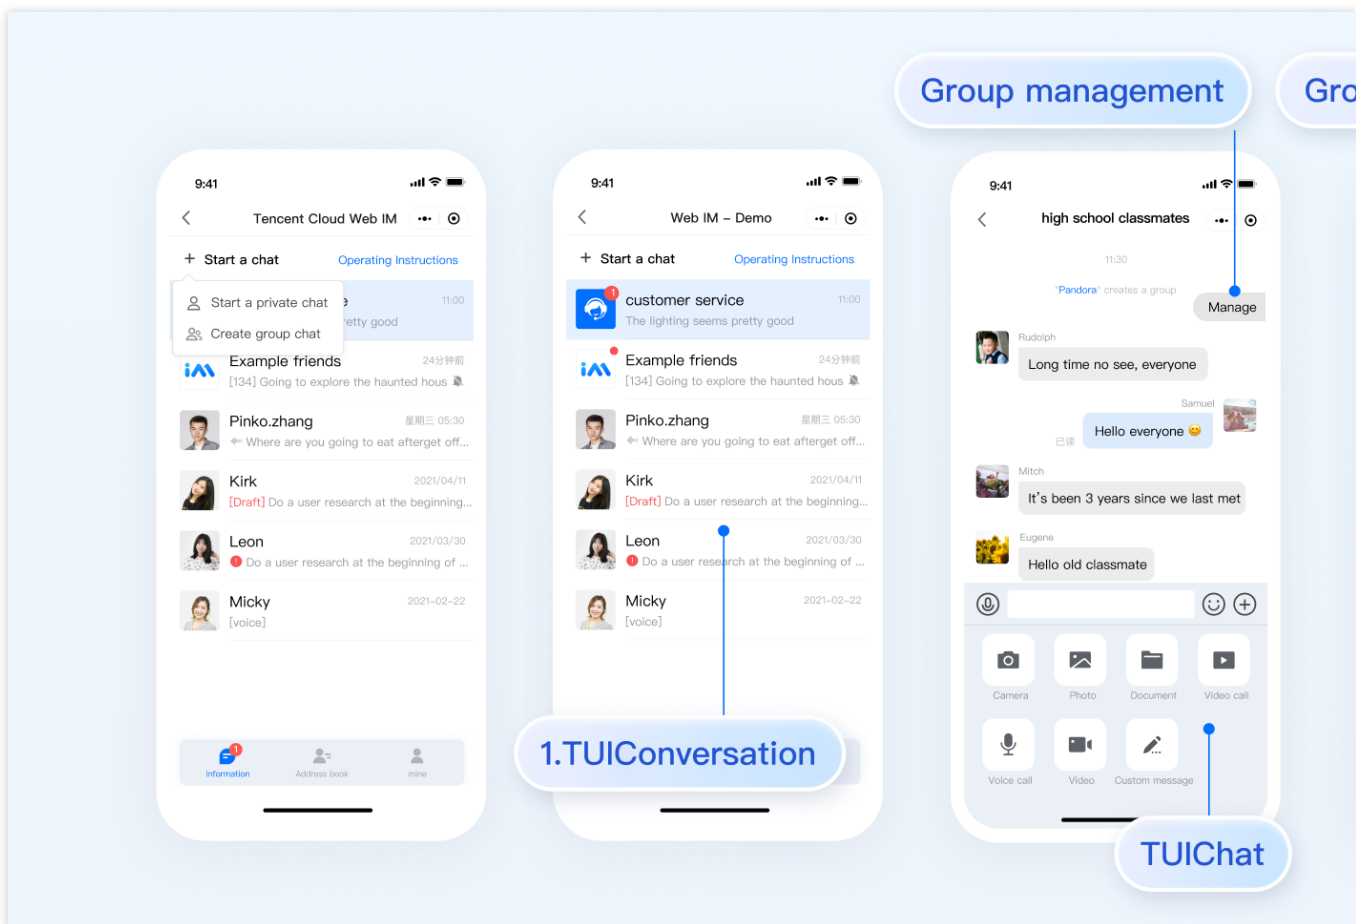 Group management
Gro
9:41
Tencent Cloud Web IM
+ Start a chat
Operating Instructions
Start a private chat
Create group chat
e
11:00
retty good
Example friends
24分钟前
[134] Going to explore the haunted hous
Pinko.zhang
星期三 05:30
Where are you going to eat afterget off...
Kirk
2021/04/11
[Draft] Do a user research at the beginning...
Leon
2021/03/30
Do a user research at the beginning of ...
Micky
2021-02-22
[voice]
1
information
Address book
mine
9:41
Web IM – Demo
+ Start a chat
Operating Instructions
1
customer service
11:00
The lighting seems pretty good
Example friends
24分钟前
[134] Going to explore the haunted hous
Pinko.zhang
星期三 05:30
Where are you going to eat afterget off...
Kirk
2021/04/11
[Draft] Do a user research at the beginning...
Leon
2021/03/30
Do a user research at the beginning of ...
Micky
2021-02-22
[voice]
1.TUIConversation
9:41
high school classmates
11:30
"Pandora" creates a group
Manage
Rudolph
Long time no see, everyone
Samuel
Hello everyone 😄
已读
Mitch
It's been 3 years since we last met
Eugene
Hello old classmate
Camera
Photo
Document
Video call
Voice call
Video
Custom message
TUIChat